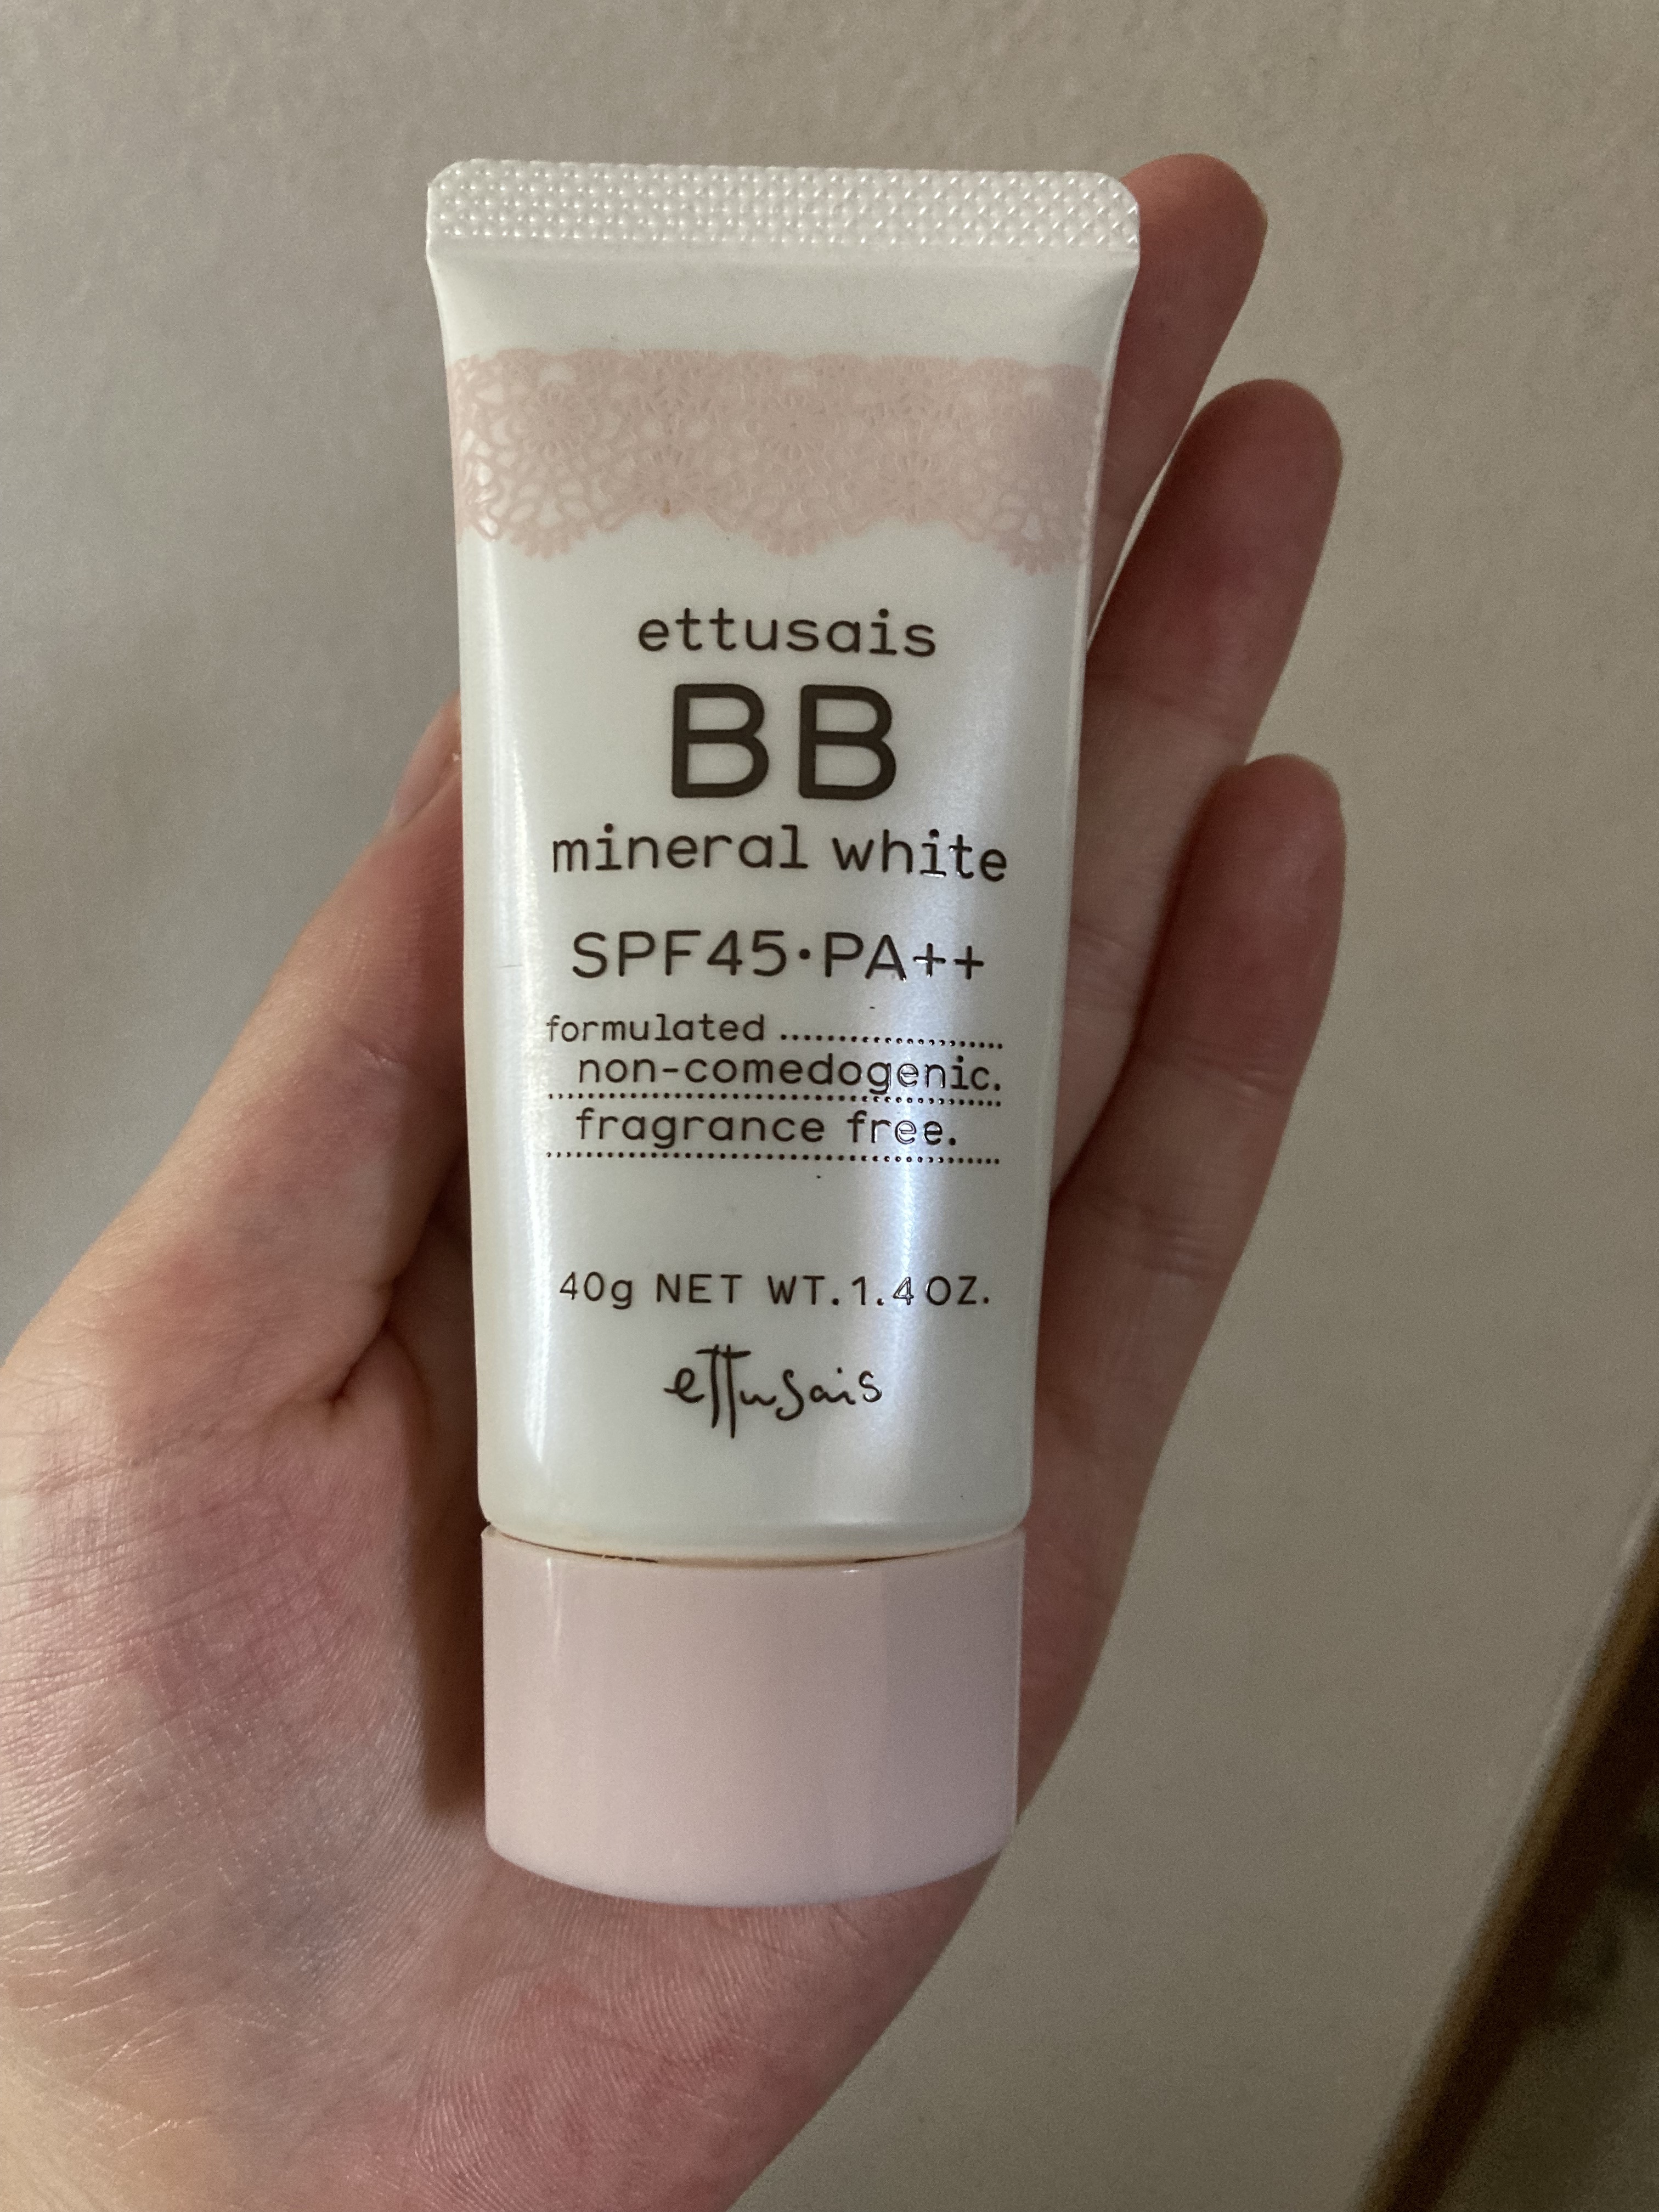 ettusais
BB
mineral white
SPF45·PA++
formulated ........................
non-comedogenic.
fragrance free.
40g NET WT.1.4OZ.
ettusais